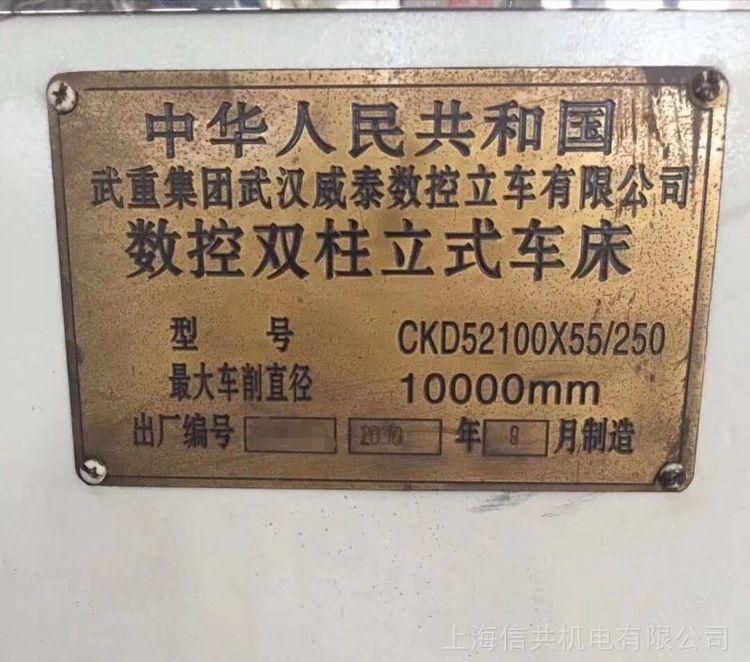 中华人民共和国
武重集团武汉威泰数控立车有限公司
数控双柱立式车床
型 号 CKD52100X55/250
最大车削直径 10000mm
出厂编号 2010 年 8 月制造
上海信共机电有限公司